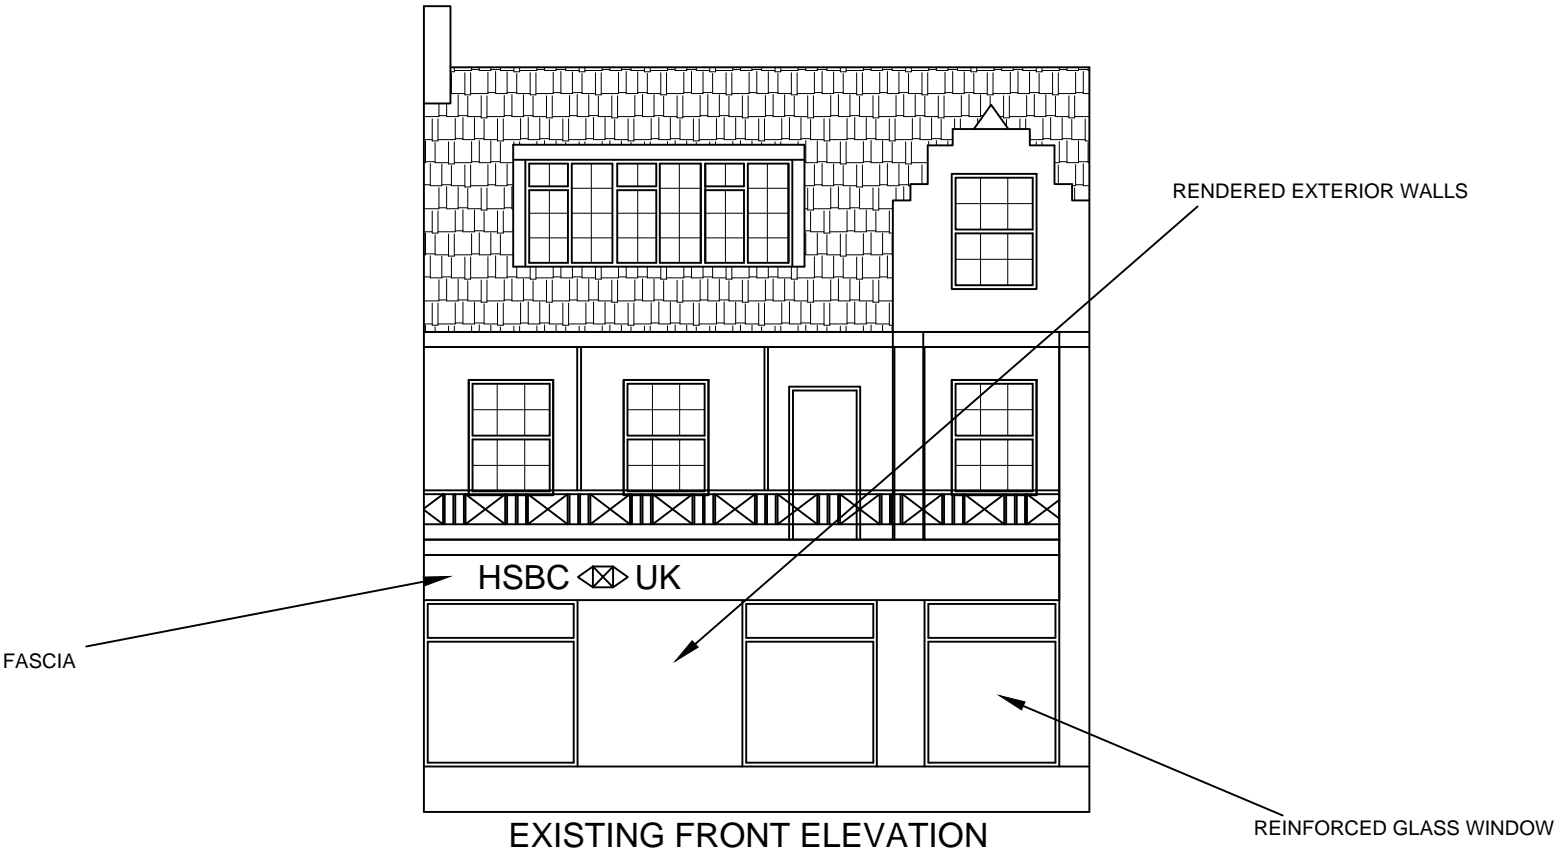 RENDERED EXTERIOR WALLS
HSBC UK
FASCIA
REINFORCED GLASS WINDOW
EXISTING FRONT ELEVATION